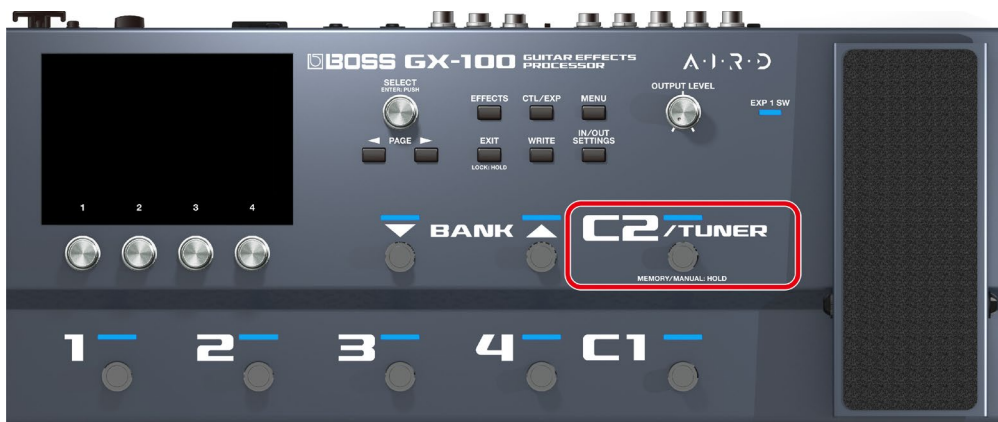 BOSS GX-100 GUITAR EFFECTS PROCESSOR
A·I·R·D
SELECT
ENTER: PUSH
EFFECTS CTL/EXP MENU
OUTPUT LEVEL
EXP 1 SW
PAGE
EXIT WRITE IN/OUT SETTINGS
LOCK: HOLD
1 2 3 4
BANK
C2/TUNER
MEMORY/MANUAL: HOLD
1 2 3 4 C1